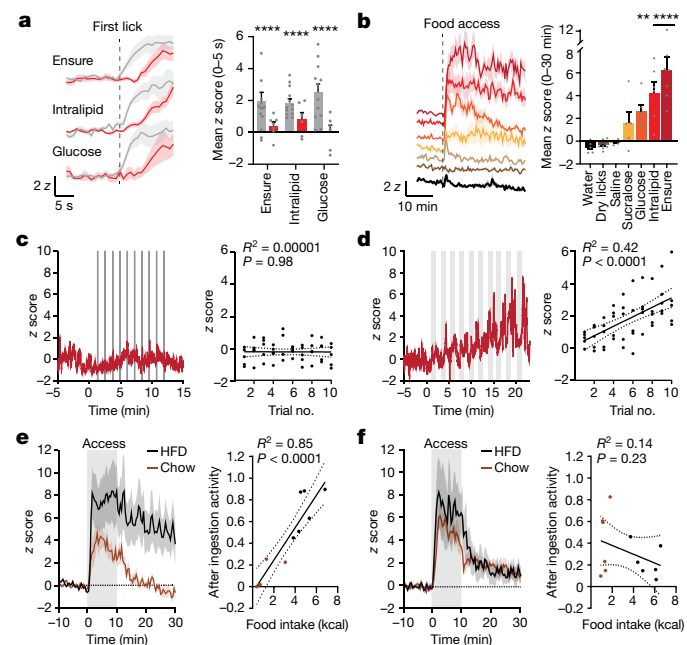 a
First lick
Ensure
Intralipid
Glucose
2 z
5 s
Mean z score (0–5 s)
6
4
2
0
−2
**** **** ****
Ensure
Intralipid
Glucose
b
Food access
2 z
10 min
Mean z score (0–30 min)
12
8
6
4
2
0
−2
** ****
Water
Dry licks
Saline
Sucralose
Glucose
Intralipid
Ensure
c
z score
10
8
6
4
2
0
−2
−5 0 5 10 15
Time (min)
R² = 0.00001
P = 0.98
z score
6
4
2
0
−2
2 4 6 8 10
Trial no.
d
z score
10
8
6
4
2
0
−2
−5 0 5 10 15 20
Time (min)
R² = 0.42
P < 0.0001
z score
6
4
2
0
−2
2 4 6 8 10
Trial no.
e
Access
HFD
Chow
z score
12
10
8
6
4
2
0
−2
−10 0 10 20 30
Time (min)
R² = 0.85
P < 0.0001
After ingestion activity
1.2
1.0
0.8
0.6
0.4
0.2
0
0.2
0 2 4 6 8
Food intake (kcal)
f
Access
HFD
Chow
z score
12
10
8
6
4
2
0
−2
−10 0 10 20 30
Time (min)
R² = 0.14
P = 0.23
After ingestion activity
1.2
1.0
0.8
0.6
0.4
0.2
0
0.2
0 2 4 6 8
Food intake (kcal)